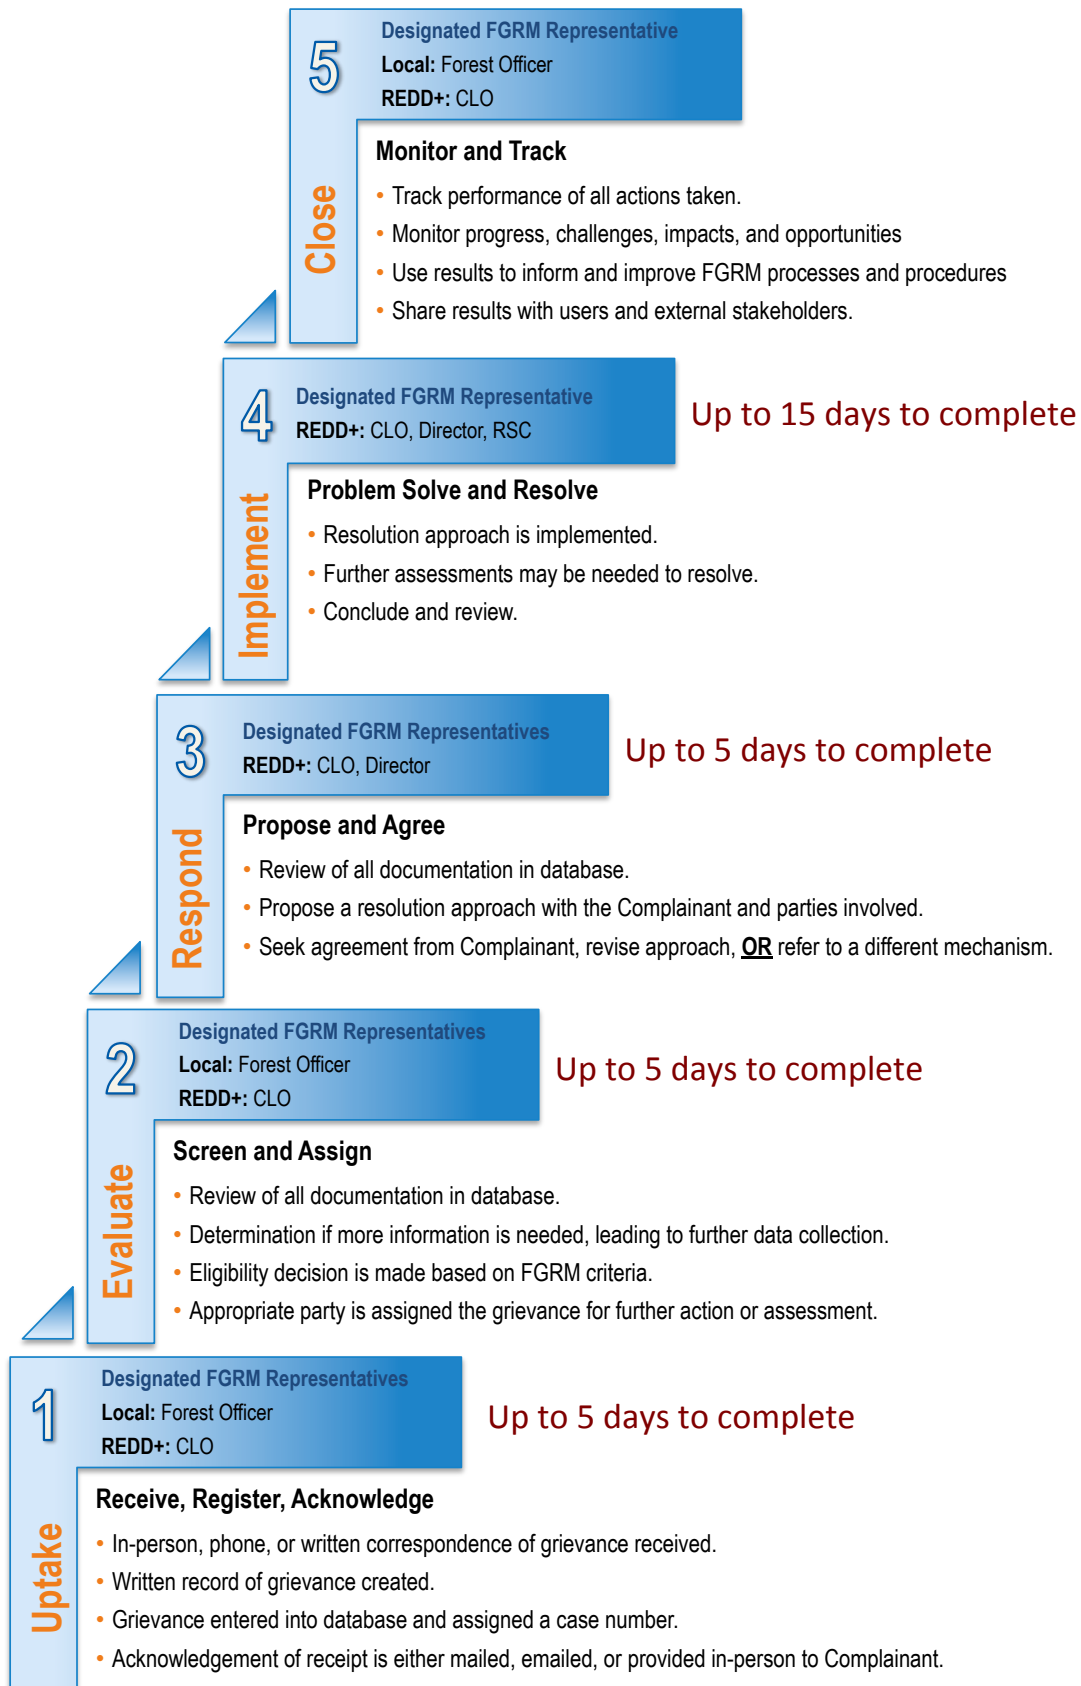 5
Designated FGRM Representative
Local: Forest Officer
REDD+: CLO
Close
Monitor and Track
• Track performance of all actions taken.
• Monitor progress, challenges, impacts, and opportunities
• Use results to inform and improve FGRM processes and procedures
• Share results with users and external stakeholders.
4
Designated FGRM Representative
REDD+: CLO, Director, RSC
Up to 15 days to complete
Implement
Problem Solve and Resolve
• Resolution approach is implemented.
• Further assessments may be needed to resolve.
• Conclude and review.
3
Designated FGRM Representatives
REDD+: CLO, Director
Up to 5 days to complete
Respond
Propose and Agree
• Review of all documentation in database.
• Propose a resolution approach with the Complainant and parties involved.
• Seek agreement from Complainant, revise approach, OR refer to a different mechanism.
2
Designated FGRM Representatives
Local: Forest Officer
REDD+: CLO
Up to 5 days to complete
Evaluate
Screen and Assign
• Review of all documentation in database.
• Determination if more information is needed, leading to further data collection.
• Eligibility decision is made based on FGRM criteria.
• Appropriate party is assigned the grievance for further action or assessment.
1
Designated FGRM Representatives
Local: Forest Officer
REDD+: CLO
Up to 5 days to complete
Uptake
Receive, Register, Acknowledge
• In-person, phone, or written correspondence of grievance received.
• Written record of grievance created.
• Grievance entered into database and assigned a case number.
• Acknowledgement of receipt is either mailed, emailed, or provided in-person to Complainant.